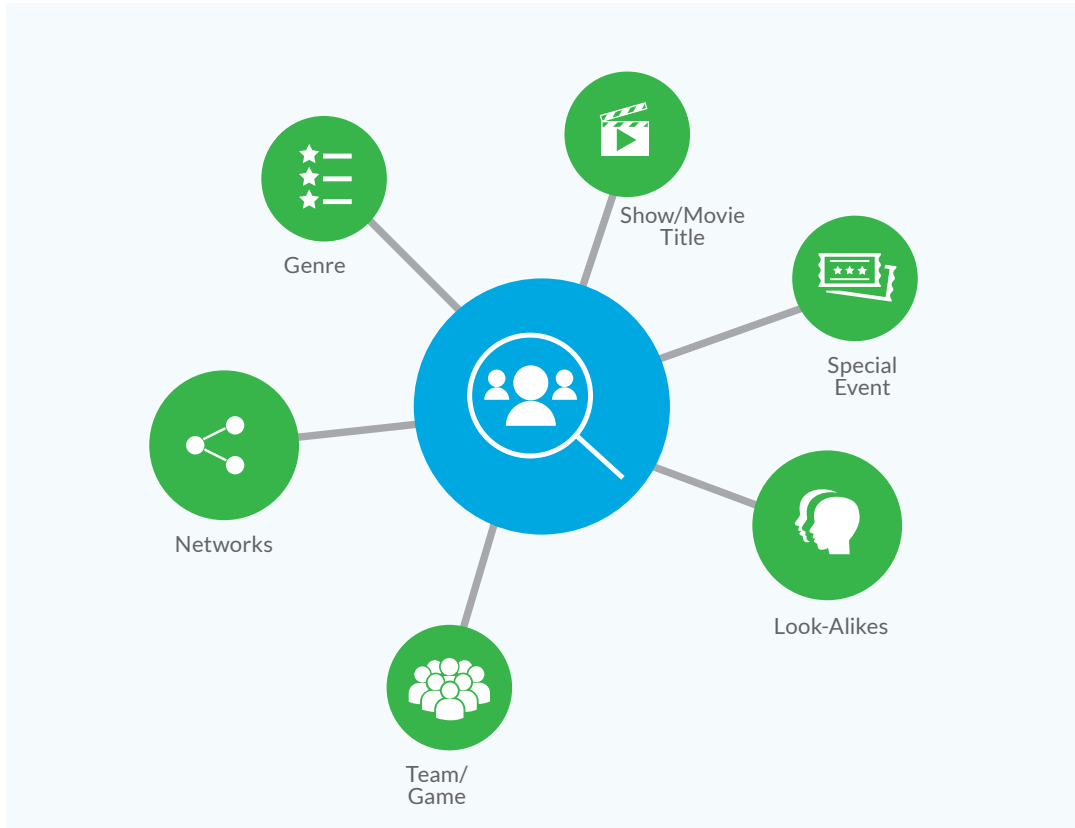 Show/Movie
Title
Genre
Special
Event
Networks
Look-Alikes
Team/
Game